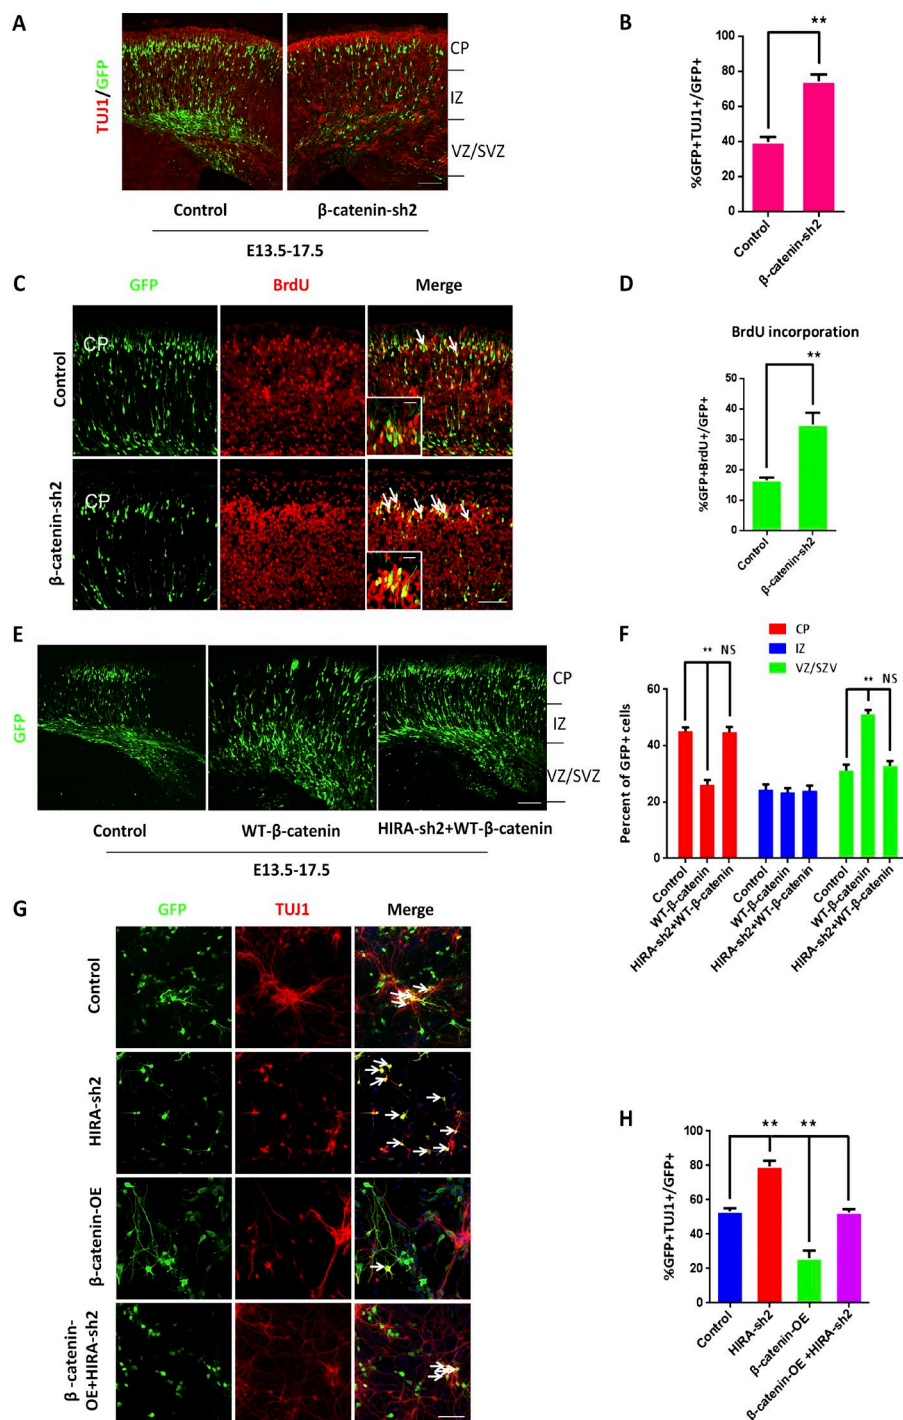 A
TUJ1/GFP
CP
IZ
VZ/SVZ
Control
β-catenin-sh2
E13.5-17.5
B
**
%GFP+TUJ1+/GFP+
100
80
60
40
20
0
Control
β-catenin-sh2
C
GFP
BrdU
Merge
Control
CP
β-catenin-sh2
CP
D
BrdU incorporation
**
%GFP+BrdU+/GFP+
50
40
30
20
10
0
Control
β-catenin-sh2
E
GFP
CP
IZ
VZ/SVZ
Control
WT-β-catenin
HIRA-sh2+WT-β-catenin
E13.5-17.5
F
CP
IZ
VZ/SZV
** NS
** NS
Percent of GFP+ cells
60
40
20
0
Control
WT-β-catenin
HIRA-sh2+WT-β-catenin
Control
WT-β-catenin
HIRA-sh2+WT-β-catenin
Control
WT-β-catenin
HIRA-sh2+WT-β-catenin
G
GFP
TUJ1
Merge
Control
HIRA-sh2
β-catenin-OE
β -catenin-
OE+HIRA-sh2
H
** **
%GFP+TUJ1+/GFP+
100
80
60
40
20
0
Control
HIRA-sh2
β-catenin-OE
β-catenin-OE +HIRA-sh2